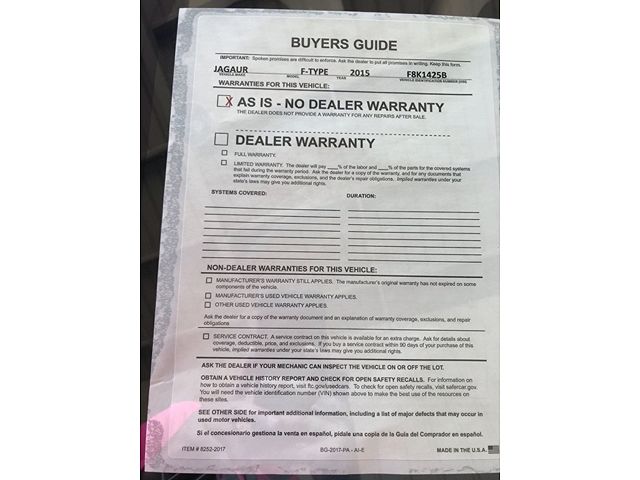 BUYERS GUIDE
IMPORTANT: Spoken promises are difficult to enforce. Ask the dealer to put all promises in writing. Keep this form.
JAGAUR F-TYPE 2015 F8K1425B
VEHICLE MAKE MODEL YEAR VEHICLE IDENTIFICATION NUMBER (VIN)
WARRANTIES FOR THIS VEHICLE:
X AS IS - NO DEALER WARRANTY
THE DEALER DOES NOT PROVIDE A WARRANTY FOR ANY REPAIRS AFTER SALE.
DEALER WARRANTY
FULL WARRANTY.
LIMITED WARRANTY. The dealer will pay ___% of the labor and ___% of the parts for the covered systems
that fail during the warranty period. Ask the dealer for a copy of the warranty, and for any documents that
explain warranty coverage, exclusions, and the dealer's repair obligations. Implied warranties under your
state's laws may give you additional rights.
SYSTEMS COVERED: DURATION:
NON-DEALER WARRANTIES FOR THIS VEHICLE:
MANUFACTURER'S WARRANTY STILL APPLIES. The manufacturer's original warranty has not expired on some
components of the vehicle.
MANUFACTURER'S USED VEHICLE WARRANTY APPLIES.
OTHER USED VEHICLE WARRANTY APPLIES.
Ask the dealer for a copy of the warranty document and an explanation of warranty coverage, exclusions, and repair
obligations
SERVICE CONTRACT. A service contract on this vehicle is available for an extra charge. Ask for details about
coverage, deductible, price, and exclusions. If you buy a service contract within 90 days of your purchase of
this vehicle, implied warranties under your state's laws may give you additional rights.
ASK THE DEALER IF YOUR MECHANIC CAN INSPECT THE VEHICLE ON OR OFF THE LOT.
OBTAIN A VEHICLE HISTORY REPORT AND CHECK FOR OPEN SAFETY RECALLS. For information on
how to obtain a vehicle history report, visit ftc.gov/usedcars. To check for open safety recalls, visit safercar.gov.
You will need the vehicle identification number (VIN) shown above to make the best use of the resources on
these sites.
SEE OTHER SIDE for important additional information, including a list of major defects that may occur in
used motor vehicles.
Si el concesionario gestiona la venta en español, pídale una copia de la Guía del Comprador en español.
ITEM # 8252-2017 BG-2017-PA - AI-E MADE IN THE U.S.A.